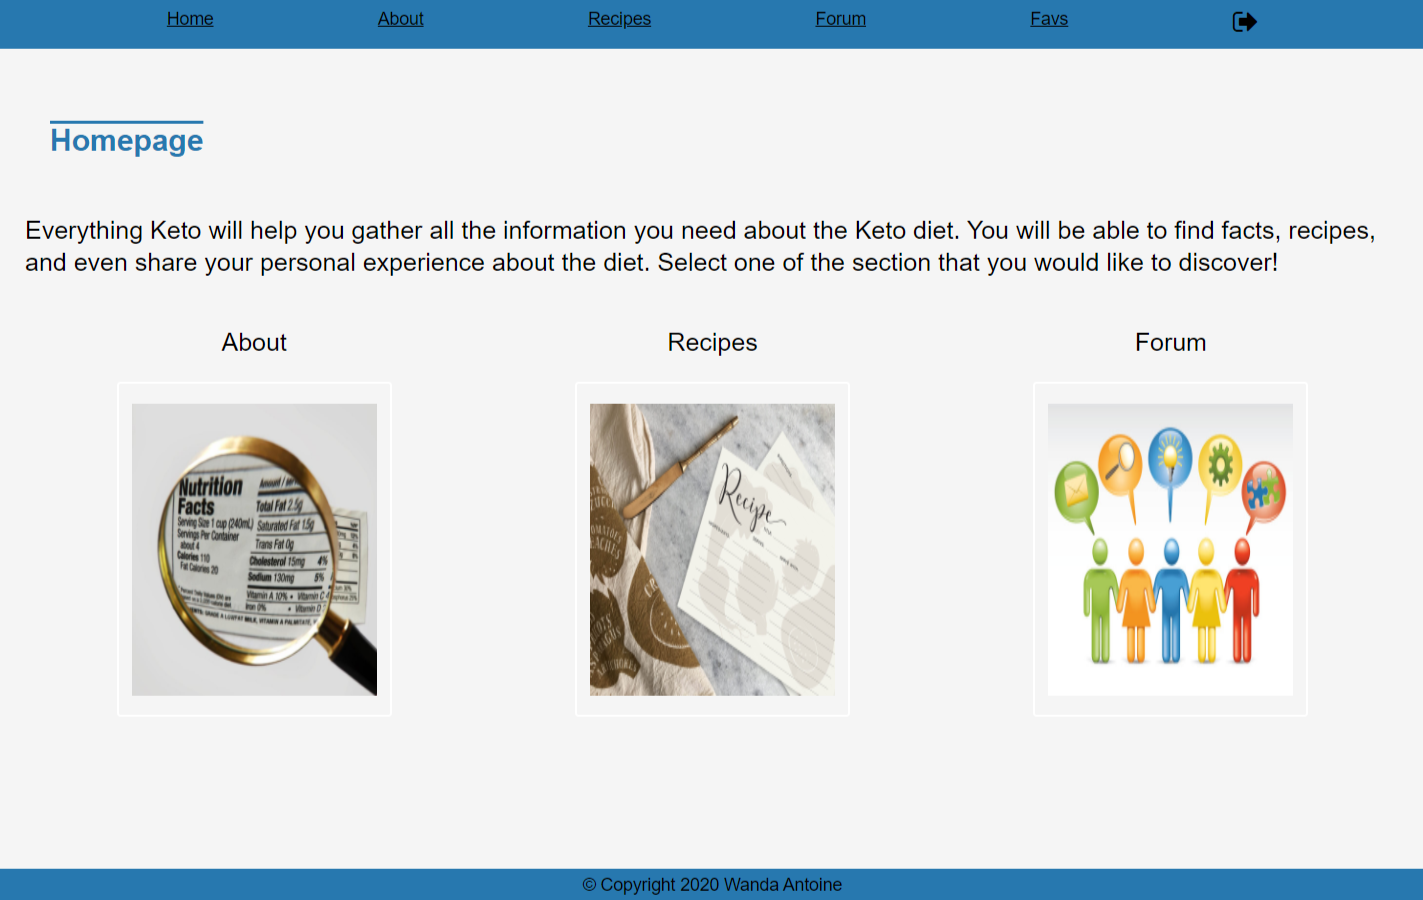 Home About Recipes Forum Favs
Homepage
Everything Keto will help you gather all the information you need about the Keto diet. You will be able to find facts, recipes,
and even share your personal experience about the diet. Select one of the section that you would like to discover!
About Recipes Forum
Nutrition
Facts
Serving Size 1 cup (240mL)
Servings Per Container
about 4
Calories 110
Fat Calories 20
Total Fat 2.5g
Saturated Fat 1.5g
Trans Fat 0g
Cholesterol 15mg 4%
Sodium 130mg 5%
Vitamin A 10% • Vitamin C
Iron 0% • Vitamin D
Recipe
© Copyright 2020 Wanda Antoine